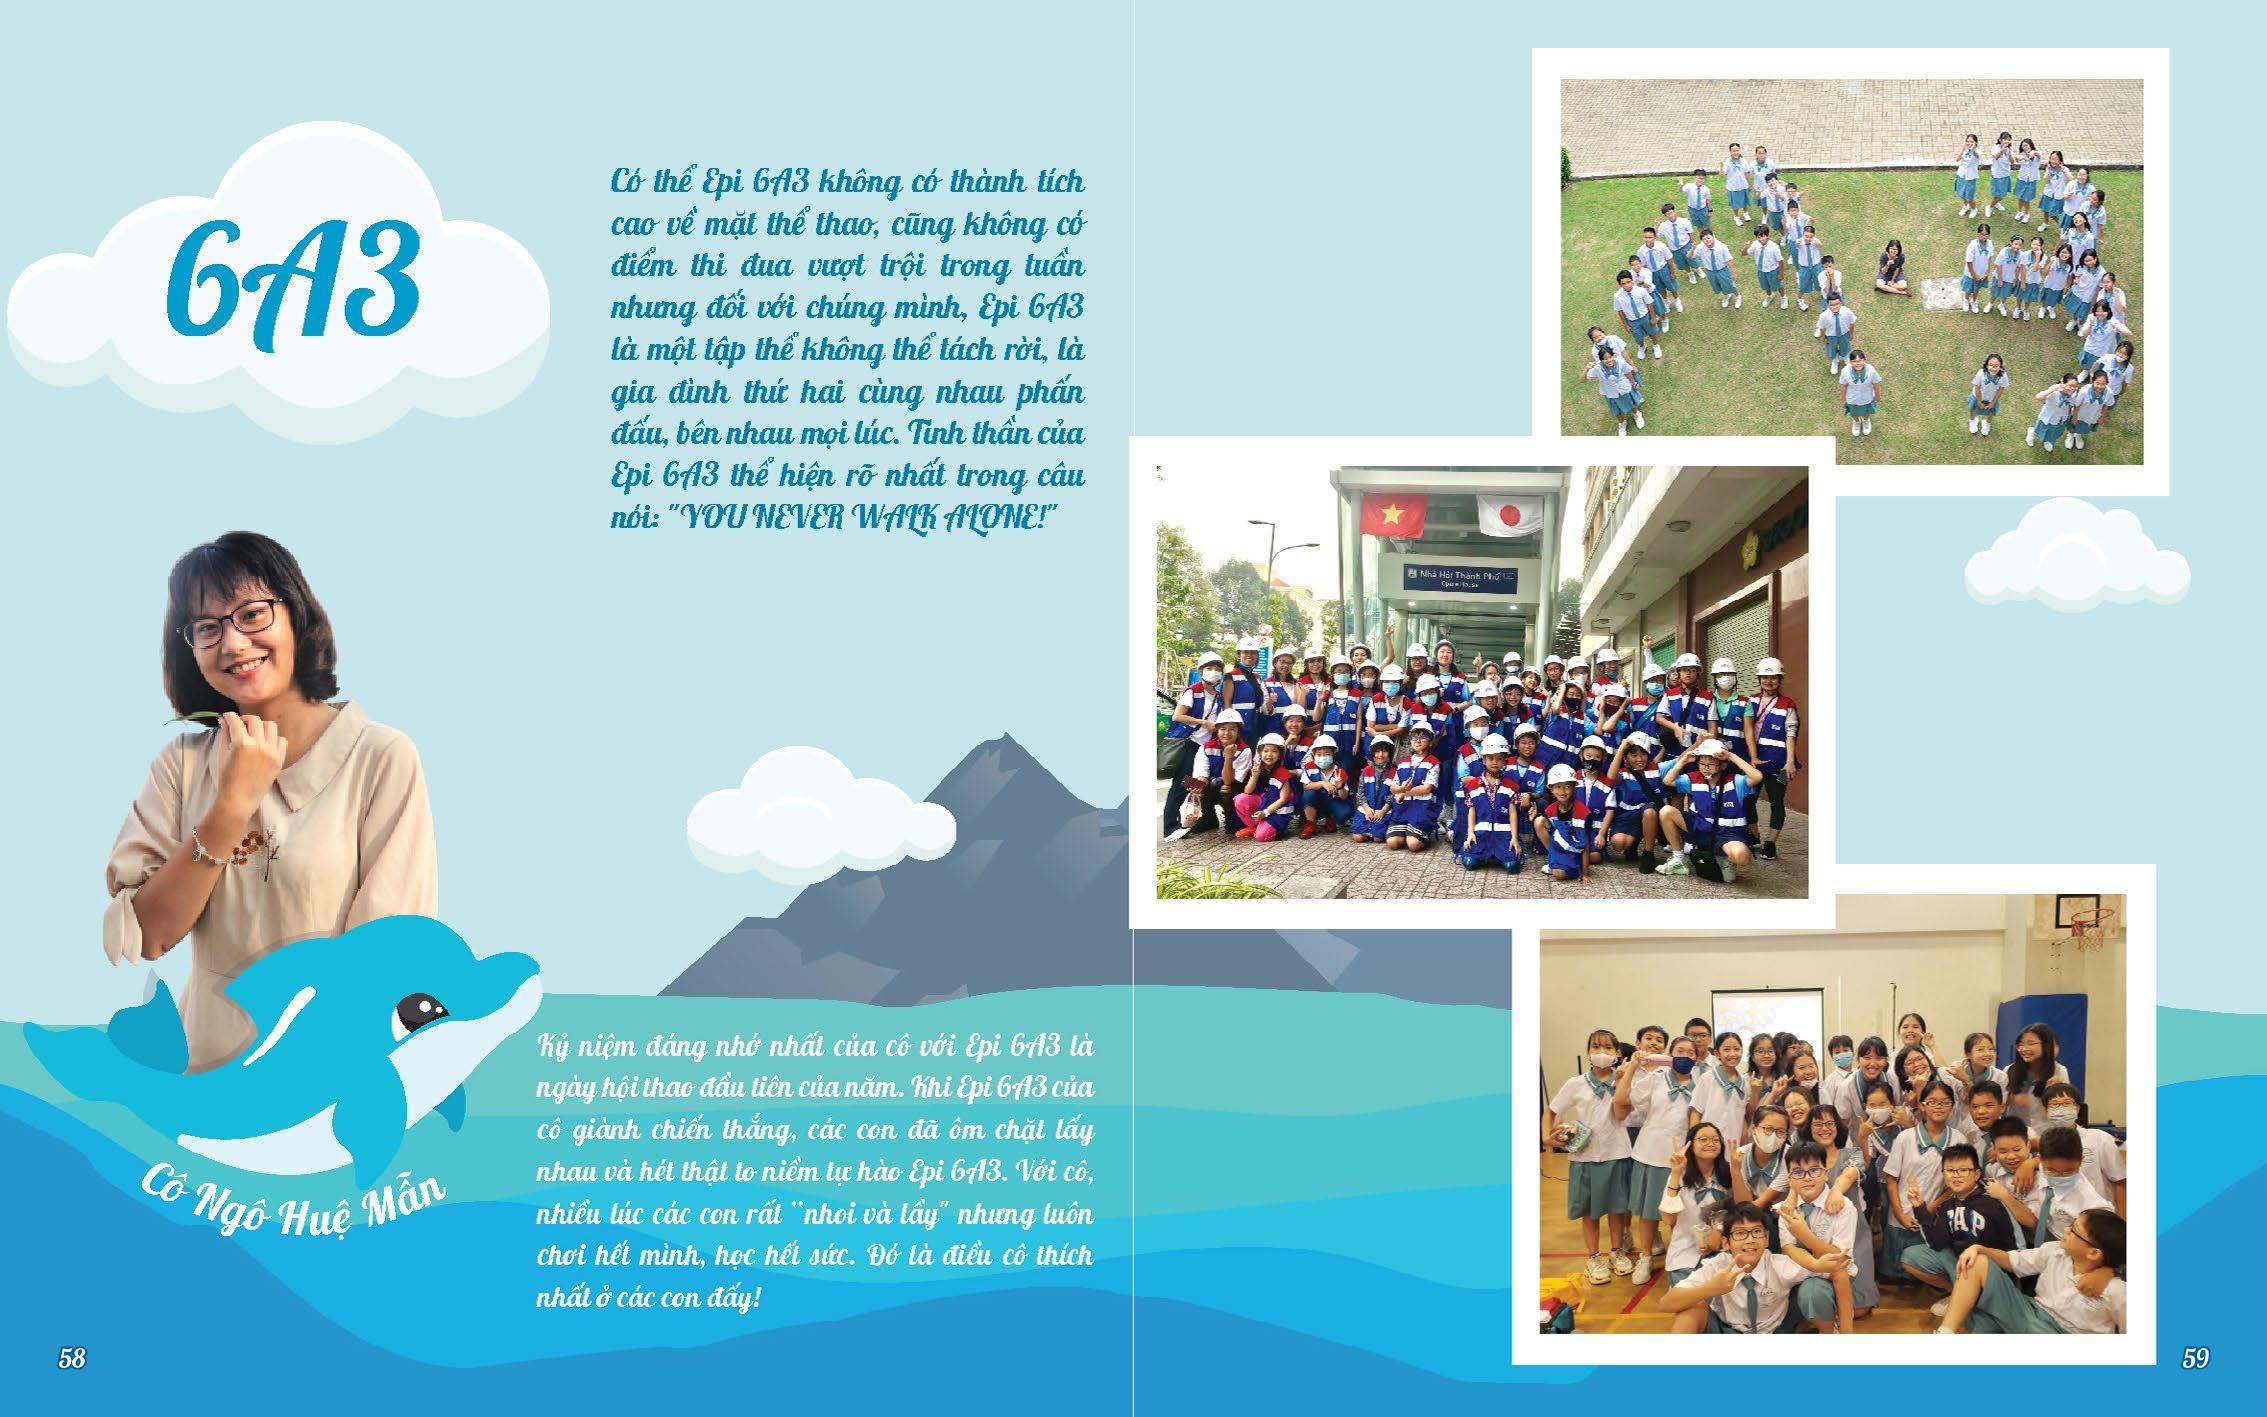 6A3
Có thể Epi 6A3 không có thành tích
cao về mặt thể thao, cũng không có
điểm thi đua vượt trội trong tuần
nhưng đối với chúng mình, Epi 6A3
là một tập thể không thể tách rời, là
gia đình thứ hai cùng nhau phấn
đấu, bên nhau mọi lúc. Tinh thần của
Epi 6A3 thể hiện rõ nhất trong câu
nói: "YOU NEVER WALK ALONE!"
Cô Ngô Huệ Mẫn
Kỷ niệm đáng nhớ nhất của cô với Epi 6A3 là
ngày hội thao đầu tiên của năm. Khi Epi 6A3 của
cô giành chiến thắng, các con đã ôm chặt lấy
nhau và hét thật to niềm tự hào Epi 6A3. Với cô,
nhiều lúc các con rất “nhoi và lầy" nhưng luôn
chơi hết mình, học hết sức. Đó là điều cô thích
nhất ở các con đấy!
58
Nhà Hát Thành Phố
Opera House
GAP
59